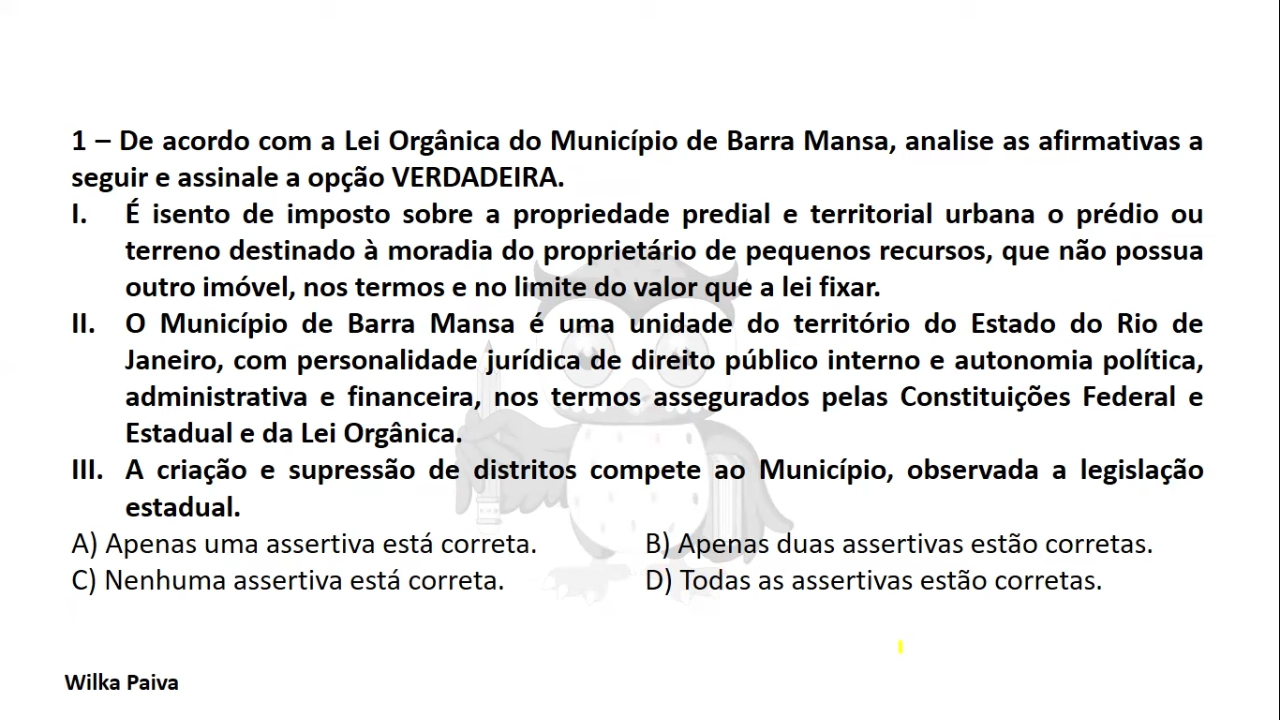 1 – De acordo com a Lei Orgânica do Município de Barra Mansa, analise as afirmativas a
seguir e assinale a opção VERDADEIRA.
I. É isento de imposto sobre a propriedade predial e territorial urbana o prédio ou
terreno destinado à moradia do proprietário de pequenos recursos, que não possua
outro imóvel, nos termos e no limite do valor que a lei fixar.
II. O Município de Barra Mansa é uma unidade do território do Estado do Rio de
Janeiro, com personalidade jurídica de direito público interno e autonomia política,
administrativa e financeira, nos termos assegurados pelas Constituições Federal e
Estadual e da Lei Orgânica.
III. A criação e supressão de distritos compete ao Município, observada a legislação
estadual.
A) Apenas uma assertiva está correta. B) Apenas duas assertivas estão corretas.
C) Nenhuma assertiva está correta. D) Todas as assertivas estão corretas.
Wilka Paiva